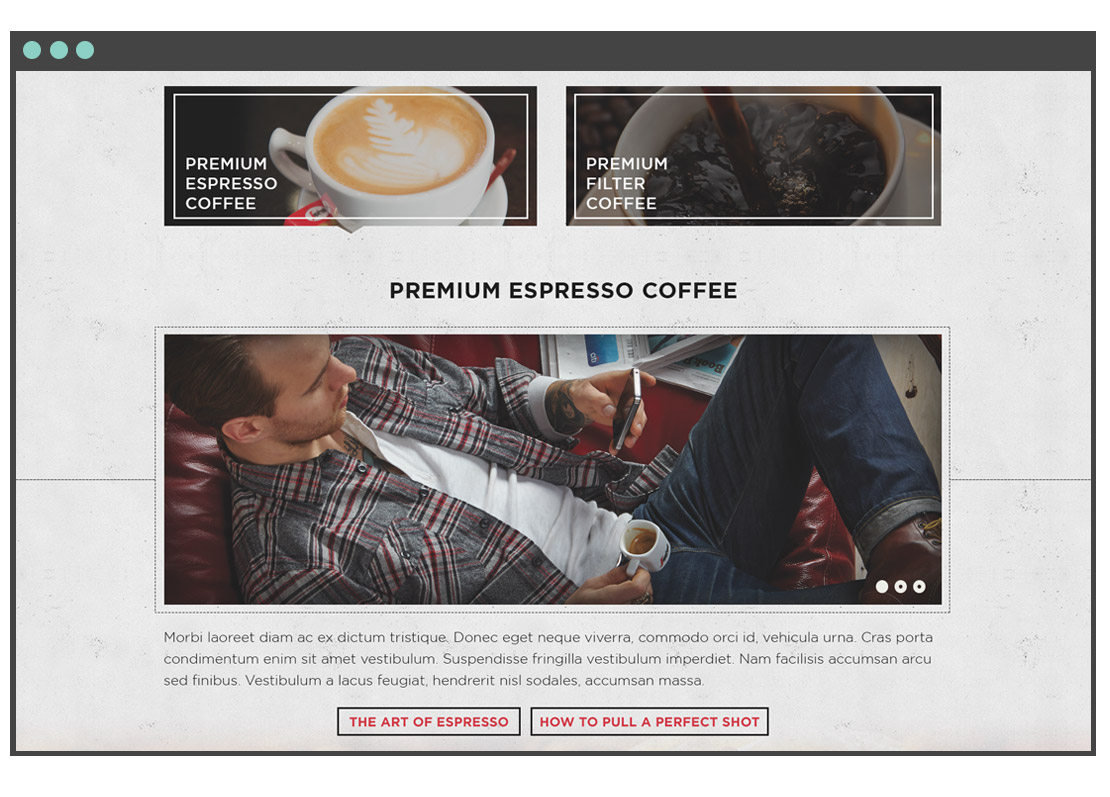 PREMIUM
ESPRESSO
COFFEE
PREMIUM
FILTER
COFFEE
PREMIUM ESPRESSO COFFEE
citi
Book
Morbi laoreet diam ac ex dictum tristique. Donec eget neque viverra, commodo orci id, vehicula urna. Cras porta
condimentum enim sit amet vestibulum. Suspendisse fringilla vestibulum imperdiet. Nam facilisis accumsan arcu
sed finibus. Vestibulum a lacus feugiat, hendrerit nisl sodales, accumsan massa.
THE ART OF ESPRESSO
HOW TO PULL A PERFECT SHOT